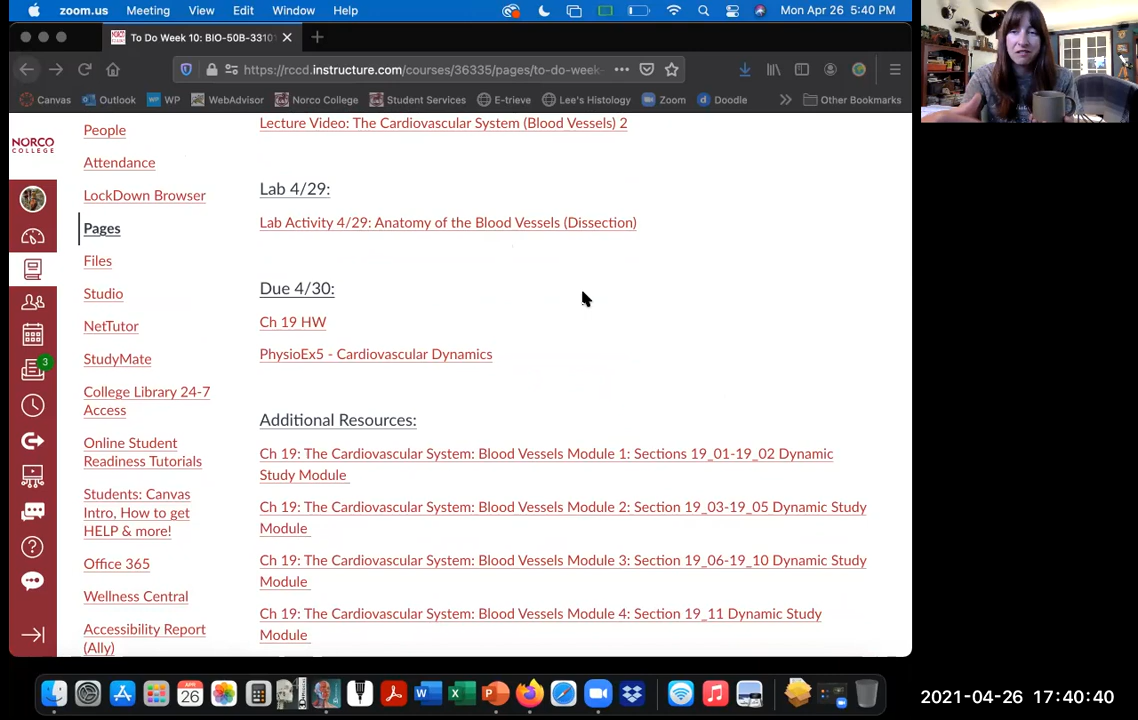 zoom.us Meeting View Edit Window Help Mon Apr 26 5:40 PM
To Do Week 10: BIO-50B-33101
https://rccd.instructure.com/courses/36335/pages/to-do-week-
Canvas Outlook WP WebAdvisor Norco College Student Services E-trieve Lee's Histology Zoom Doodle Other Bookmarks
NORCO
COLLEGE
3
People
Attendance
LockDown Browser
Pages
Files
Studio
NetTutor
StudyMate
College Library 24-7
Access
Online Student
Readiness Tutorials
Students: Canvas
Intro, How to get
HELP & more!
Office 365
Wellness Central
Accessibility Report
(Ally)
Lecture Video: The Cardiovascular System (Blood Vessels) 2
Lab 4/29:
Lab Activity 4/29: Anatomy of the Blood Vessels (Dissection)
Due 4/30:
Ch 19 HW
PhysioEx5 - Cardiovascular Dynamics
Additional Resources:
Ch 19: The Cardiovascular System: Blood Vessels Module 1: Sections 19_01-19_02 Dynamic
Study Module
Ch 19: The Cardiovascular System: Blood Vessels Module 2: Section 19_03-19_05 Dynamic Study
Module
Ch 19: The Cardiovascular System: Blood Vessels Module 3: Section 19_06-19_10 Dynamic Study
Module
Ch 19: The Cardiovascular System: Blood Vessels Module 4: Section 19_11 Dynamic Study
Module
APR
26
2021-04-26 17:40:40